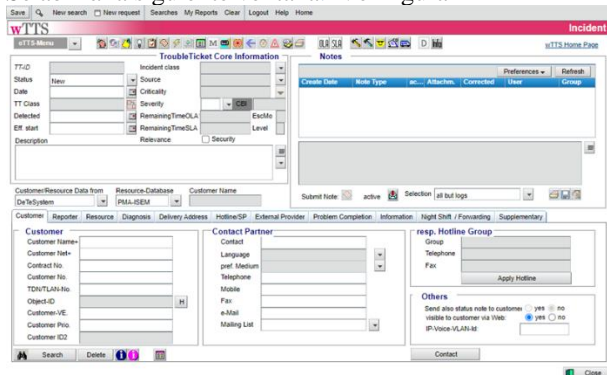 Save New search New request Searches My Reports Clear Logout Help Home
wTTS Incident
eTTS-Menu wTTS Home Page
TroubleTicket Core Information
Notes
TT-ID Incident class
Status New Source
Date Criticality
TT Class Severity CBI
Detected RemainingTimeOLA EscMo
Eff. start RemainingTimeSLA Level
Description Relevance Security
Preferences Refresh
Create Date Note Type ac... Attachm. Corrected User Group
Submit Note: active Selection all but logs
Customer/Resource Data from Resource-Database Customer Name
DeTeSystem PMA-ISEM
Customer Reporter Resource Diagnosis Delivery Address Hotline/SP External Provider Problem Completion Information Night Shift / Forwarding Supplementary
Customer
Customer Name+
Customer Net+
Contract No.
Customer No.
TDN/TLAN-No.
Object-ID H
Customer-VE.
Customer Prio.
Customer ID2
Contact Partner
Contact
Language
pref. Medium
Telephone
Mobile
Fax
e-Mail
Mailing List
resp. Hotline Group
Group
Telephone
Fax
Apply Hotline
Others
Send also status note to customer yes no
visible to customer via Web: yes no
IP-Voice-VLAN-Id:
Search Delete
Contact
Close